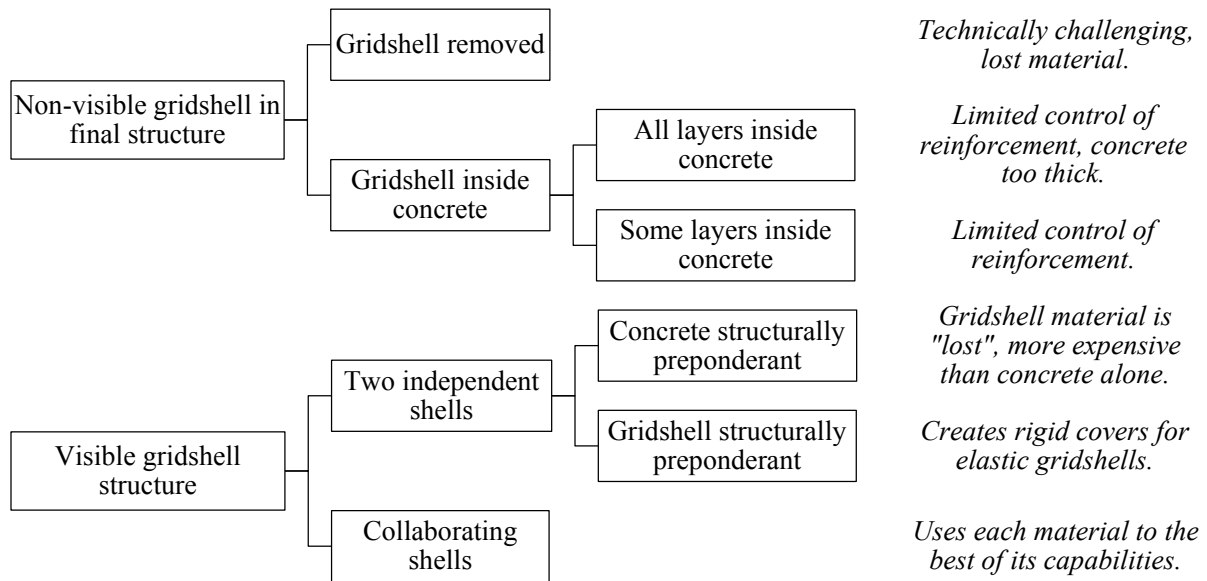 Gridshell removed
Technically challenging,
lost material.
Non-visible gridshell in
final structure
All layers inside
concrete
Limited control of
reinforcement, concrete
too thick.
Gridshell inside
concrete
Some layers inside
concrete
Limited control of
reinforcement.
Concrete structurally
preponderant
Gridshell material is
"lost", more expensive
than concrete alone.
Two independent
shells
Gridshell structurally
preponderant
Creates rigid covers for
elastic gridshells.
Visible gridshell
structure
Collaborating
shells
Uses each material to the
best of its capabilities.